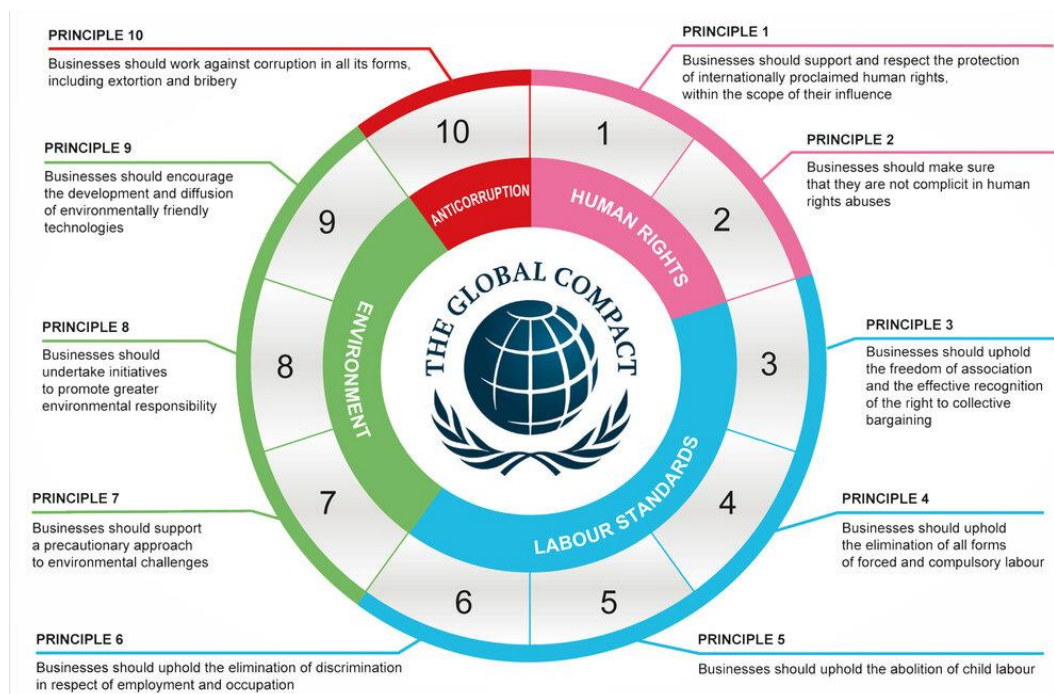 PRINCIPLE 10
Businesses should work against corruption in all its forms,
including extortion and bribery
PRINCIPLE 1
Businesses should support and respect the protection
of internationally proclaimed human rights,
within the scope of their influence
PRINCIPLE 9
Businesses should encourage
the development and diffusion
of environmentally friendly
technologies
PRINCIPLE 2
Businesses should make sure
that they are not complicit in human
rights abuses
PRINCIPLE 8
Businesses should
undertake initiatives
to promote greater
environmental responsibility
PRINCIPLE 3
Businesses should uphold
the freedom of association
and the effective recognition
of the right to collective
bargaining
PRINCIPLE 7
Businesses should support
a precautionary approach
to environmental challenges
PRINCIPLE 4
Businesses should uphold
the elimination of all forms
of forced and compulsory labour
PRINCIPLE 6
Businesses should uphold the elimination of discrimination
in respect of employment and occupation
PRINCIPLE 5
Businesses should uphold the abolition of child labour
10
1
2
3
4
5
6
7
8
9
ANTICORRUPTION
HUMAN RIGHTS
LABOUR STANDARDS
ENVIRONMENT
THE GLOBAL COMPACT